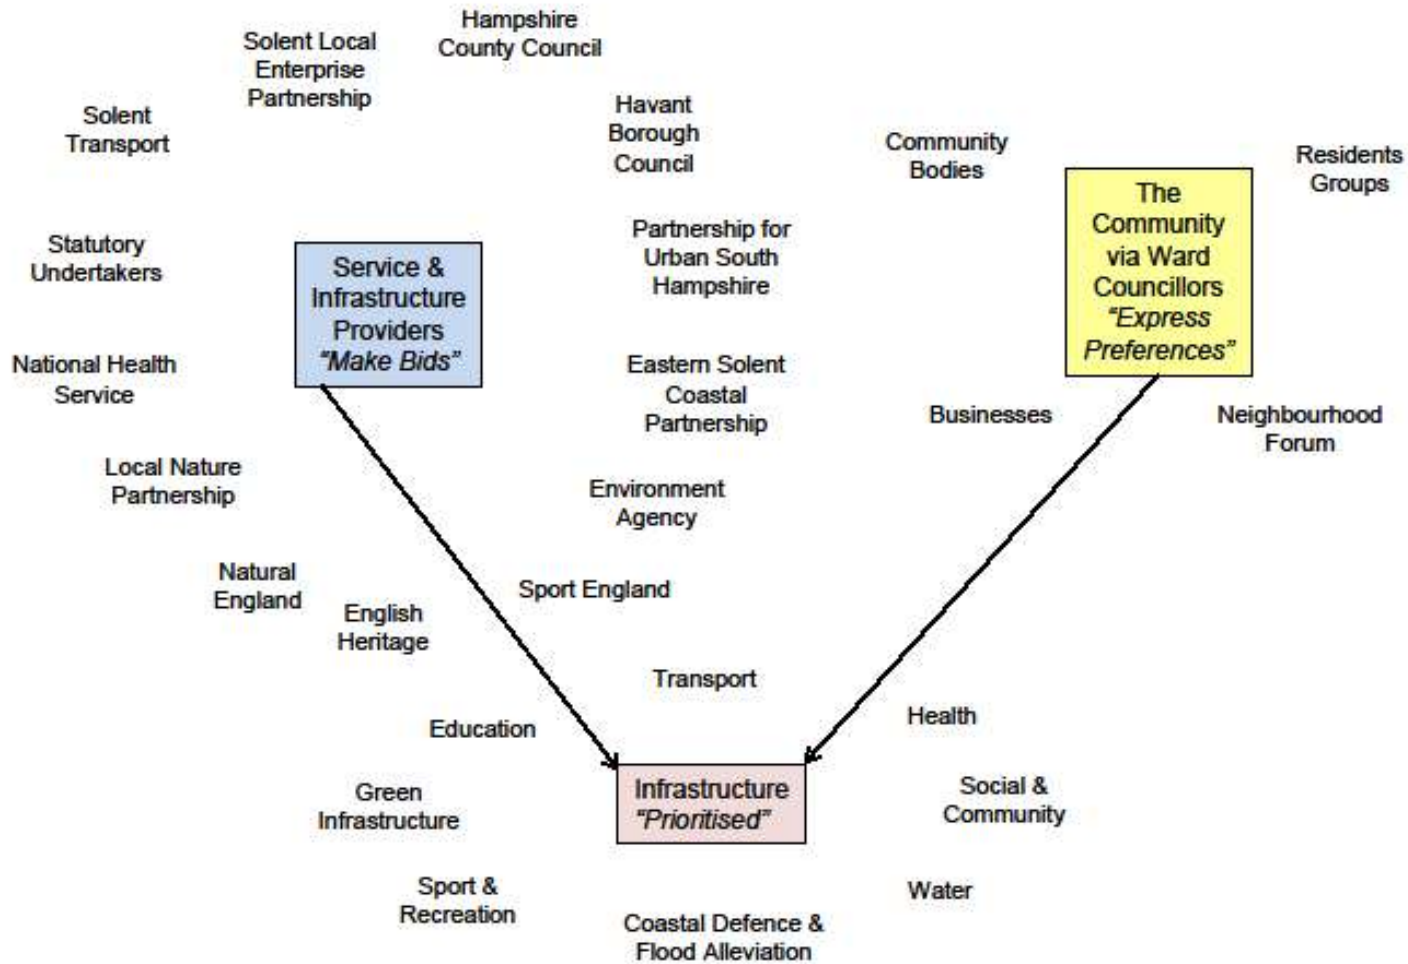 Hampshire
County Council
Solent Local
Enterprise
Partnership
Solent
Transport
Havant
Borough
Council
Community
Bodies
Residents
Groups
The
Community
via Ward
Councillors
“Express
Preferences”
Statutory
Undertakers
Service &
Infrastructure
Providers
“Make Bids”
Partnership for
Urban South
Hampshire
National Health
Service
Eastern Solent
Coastal
Partnership
Businesses
Neighbourhood
Forum
Local Nature
Partnership
Environment
Agency
Natural
England
English
Heritage
Sport England
Transport
Education
Health
Green
Infrastructure
Infrastructure
“Prioritised”
Social &
Community
Sport &
Recreation
Water
Coastal Defence &
Flood Alleviation